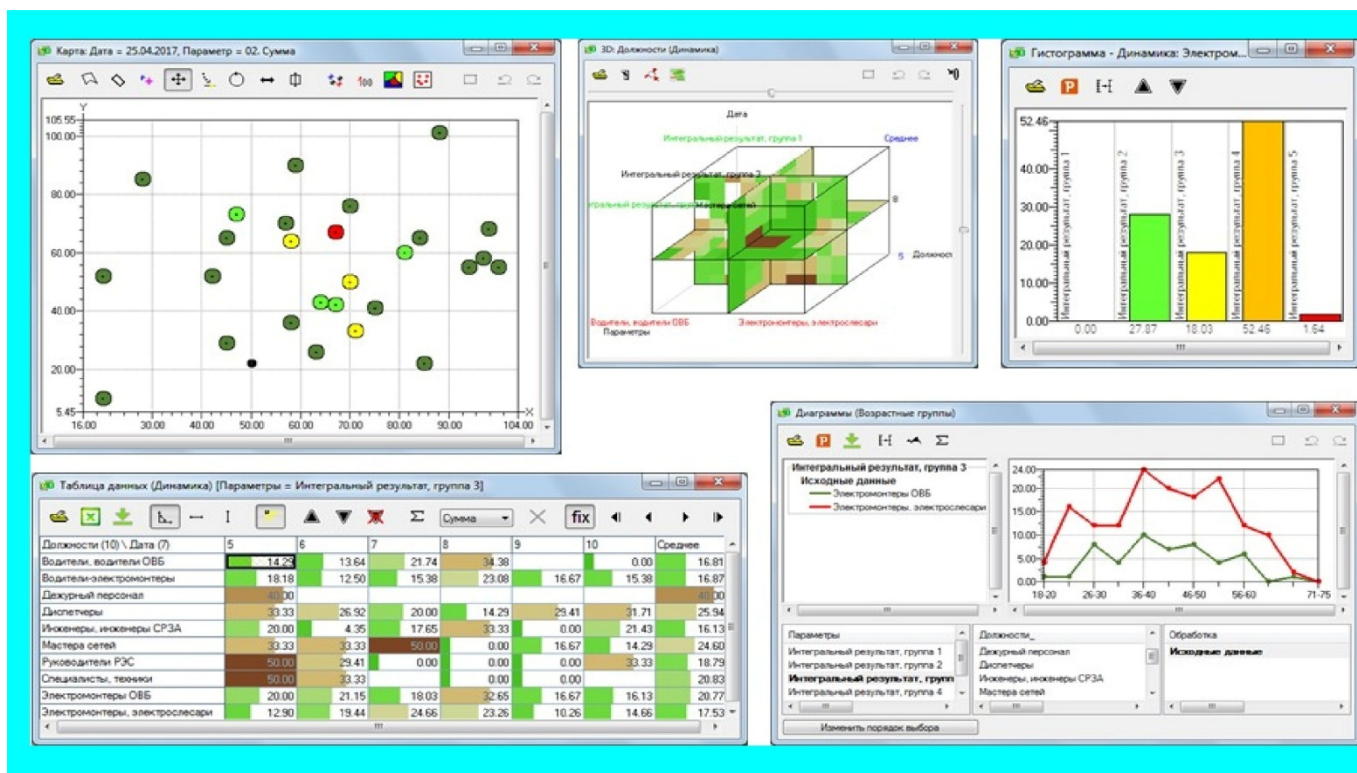 Карта: Дата = 25.04.2017, Параметр = 02. Сумма
100
Y
105.55
100.00
80.00
60.00
40.00
20.00
5.45
X
16.00 30.00 40.00 50.00 60.00 70.00 80.00 90.00 104.00
3D: Должности (Динамика)
Дата
Интегральный результат, группа 1
Среднее
Интегральный результат, группа 3
Мастера сетей
8
5
Водители, водители ОВБ
Электромонтеры, электрослесари
Параметры
Гистограмма - Динамика: Электром...
P
52.46
40.00
30.00
20.00
10.00
0.00
Интегральный результат, группа 1
Интегральный результат, группа 2
Интегральный результат, группа 3
Интегральный результат, группа 4
Интегральный результат, группа 5
0.00 27.87 18.03 52.46 1.64
Таблица данных (Динамика) [Параметры = Интегральный результат, группа 3]
Σ Сумма fix
Должности (10) \ Дата (7) 5 6 7 8 9 10 Среднее
Водители, водители ОВБ 14.29 13.64 21.74 34.38 0.00 16.81
Водители-электромонтеры 18.18 12.50 15.38 23.08 16.67 15.38 16.87
Дежурный персонал 40.00 40.00
Диспетчеры 33.33 26.92 20.00 14.29 29.41 31.71 25.94
Инженеры, инженеры СРЗА 20.00 4.35 17.65 33.33 0.00 21.43 16.13
Мастера сетей 33.33 33.33 50.00 0.00 16.67 14.29 24.60
Руководители РЭС 50.00 29.41 0.00 0.00 0.00 33.33 18.79
Специалисты, техники 50.00 33.33 0.00 0.00 20.83
Электромонтеры ОВБ 20.00 21.15 18.03 32.65 16.67 16.13 20.77
Электромонтеры, электрослесари 12.90 19.44 24.66 23.26 10.26 14.66 17.53
Диаграммы (Возрастные группы)
P Σ
Интегральный результат, группа 3
Исходные данные
Электромонтеры ОВБ
Электромонтеры, электрослесари
24.00
20.00
15.00
10.00
5.00
0.00
18-20 26-30 36-40 46-50 56-60 71-75
Параметры
Интегральный результат, группа 1
Интегральный результат, группа 2
Интегральный результат, групп
Интегральный результат, группа 4
Должности_
Дежурный персонал
Диспетчеры
Инженеры, инженеры СРЗА
Мастера сетей
Обработка
Исходные данные
Изменить порядок выбора